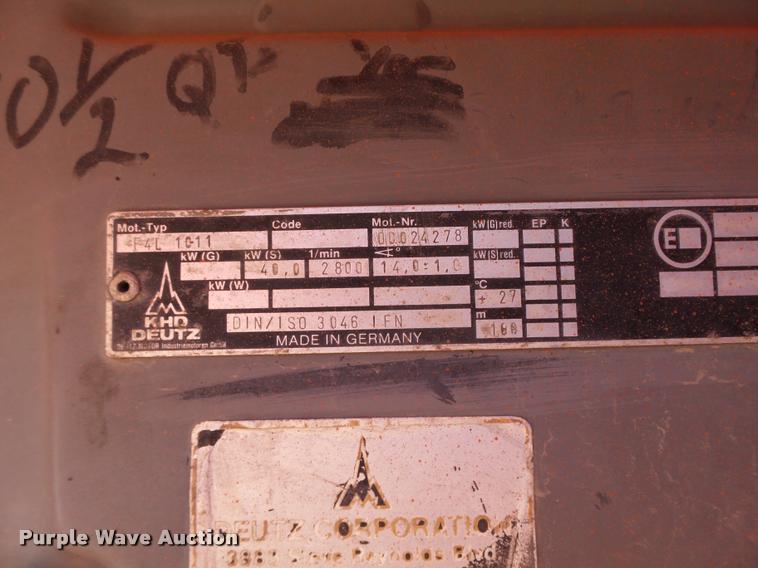 0 1/2 QT
Mot.-Typ Code Mot.-Nr. kW(G)red. EP K
F4L 1011 00024278
kW (G) kW (S) 1/min
40,0 2800 14,0±1,0 kW(S)red.
kW (W) °C
+ 27
KHD
DEUTZ
DIN/ISO 3046 IFN
m
100
MADE IN GERMANY
E
DEUTZ CORPORATION
Purple Wave Auction